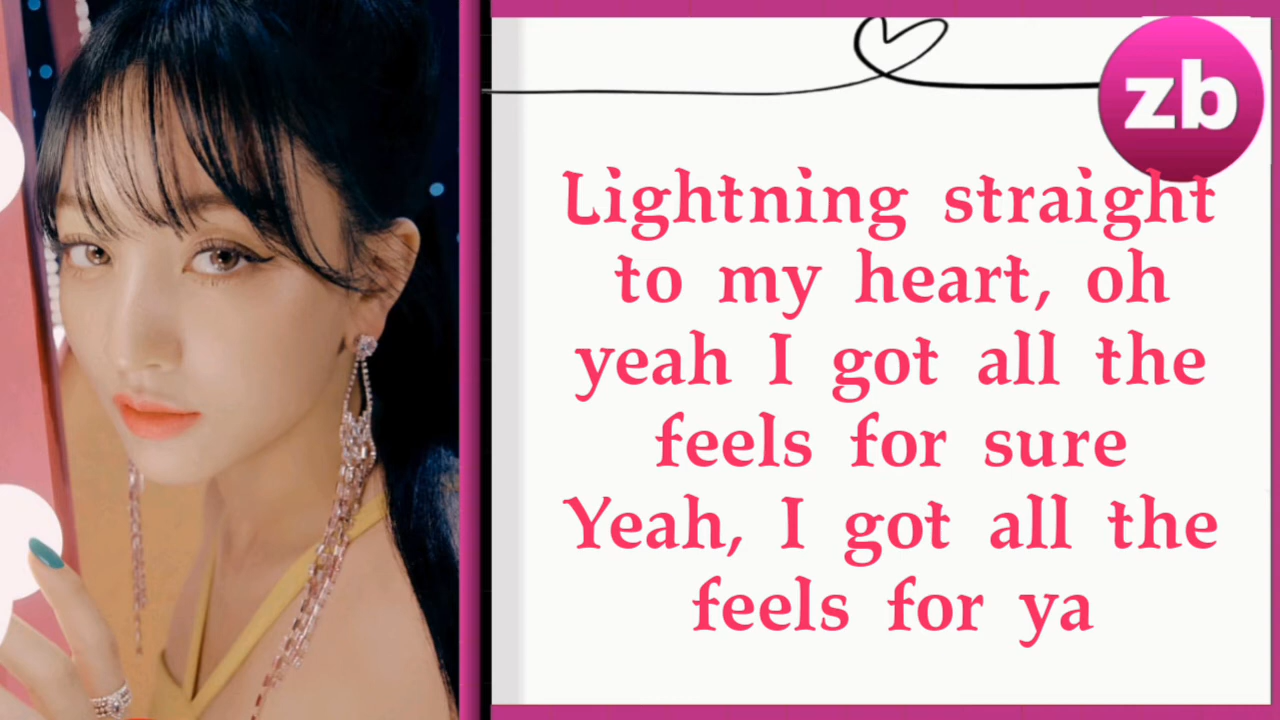 zb
Lightning straight
to my heart, oh
yeah I got all the
feels for sure
Yeah, I got all the
feels for ya